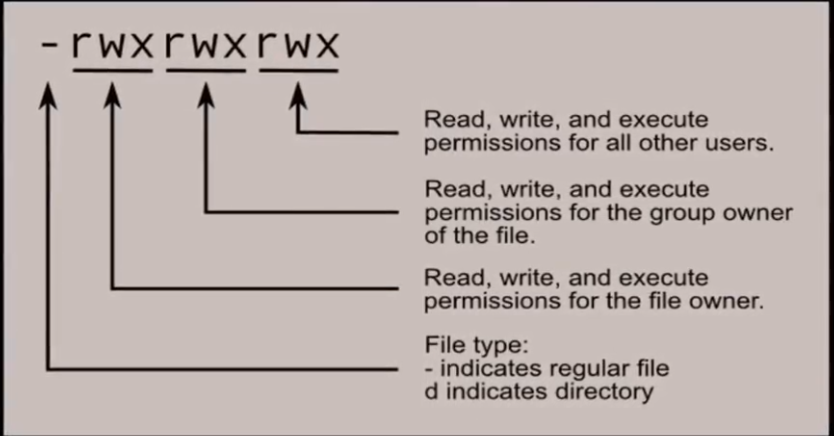 -rwxrwxrwx
Read, write, and execute
permissions for all other users.
Read, write, and execute
permissions for the group owner
of the file.
Read, write, and execute
permissions for the file owner.
File type:
- indicates regular file
d indicates directory